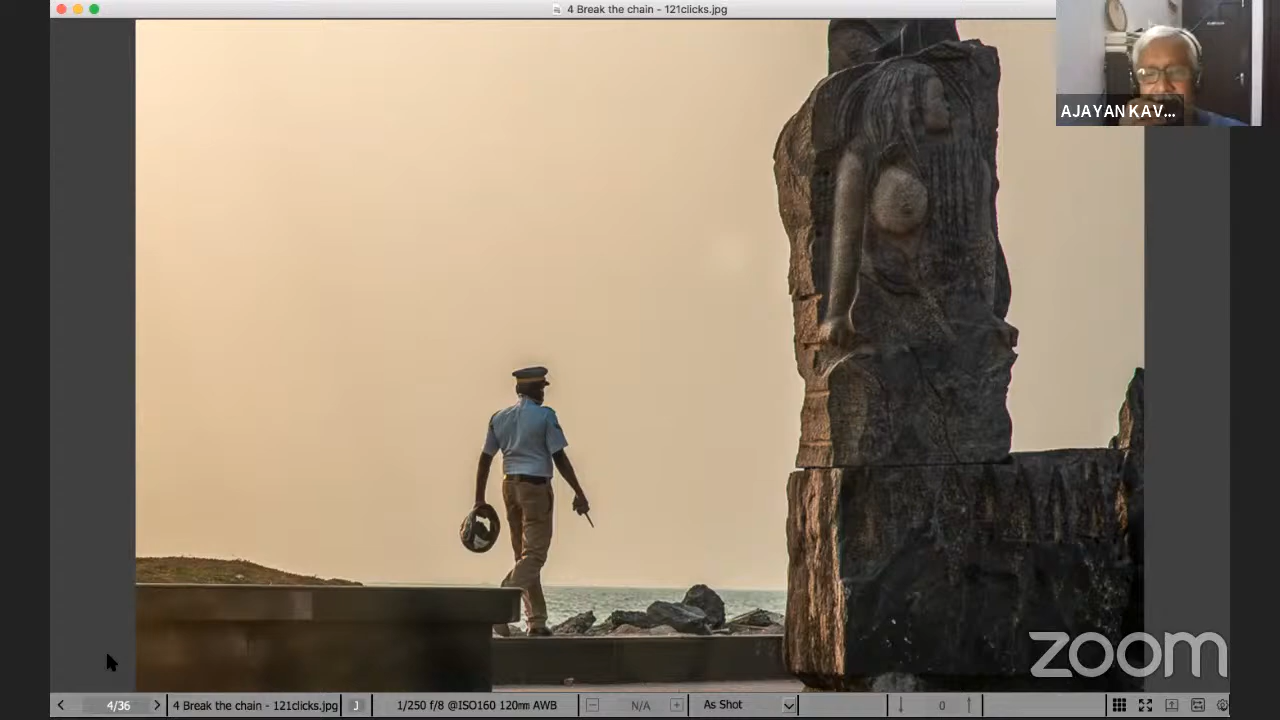 4 Break the chain - 121clicks.jpg
AJAYAN KAV...
zoom
4/36
4 Break the chain - 121clicks.jpg
J
1/250 f/8 @ISO160 120mm AWB
N/A
As Shot
0